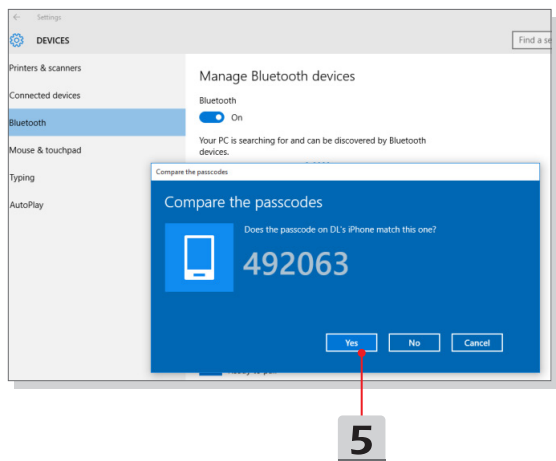 Settings
DEVICES
Find a se
Printers & scanners
Connected devices
Bluetooth
Mouse & touchpad
Typing
AutoPlay
Manage Bluetooth devices
Bluetooth
On
Your PC is searching for and can be discovered by Bluetooth
devices.
Compare the passcodes
Compare the passcodes
Does the passcode on DL's iPhone match this one?
492063
Yes
No
Cancel
5